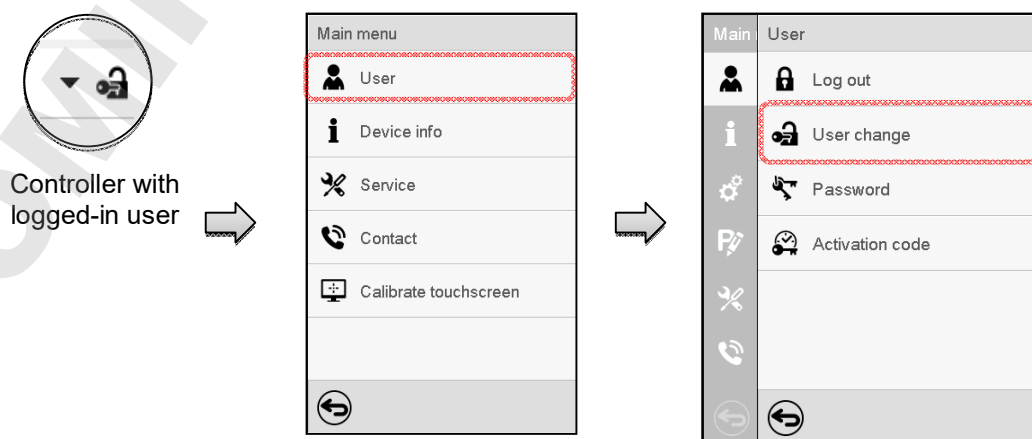 Controller with
logged-in user
Main menu
User
Device info
Service
Contact
Calibrate touchscreen
Main
User
Log out
User change
Password
Activation code